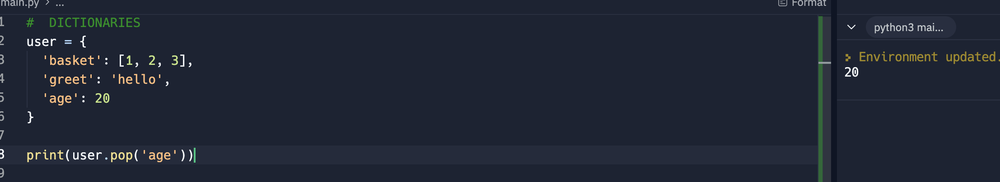 main.py > ...
Format
1 #  DICTIONARIES
2 user = {
3   'basket': [1, 2, 3],
4   'greet': 'hello',
5   'age': 20
6 }
7
8 print(user.pop('age'))
9
python3 mai...
Environment updated.
20